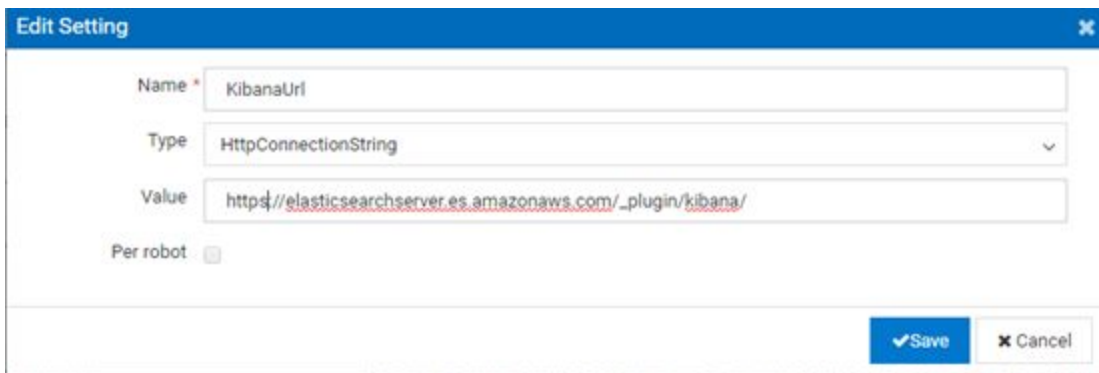 Edit Setting
Name *
KibanaUrl
Type
HttpConnectionString
Value
https//elasticsearchserver.es.amazonaws.com/_plugin/kibana/
Per robot
Save
Cancel